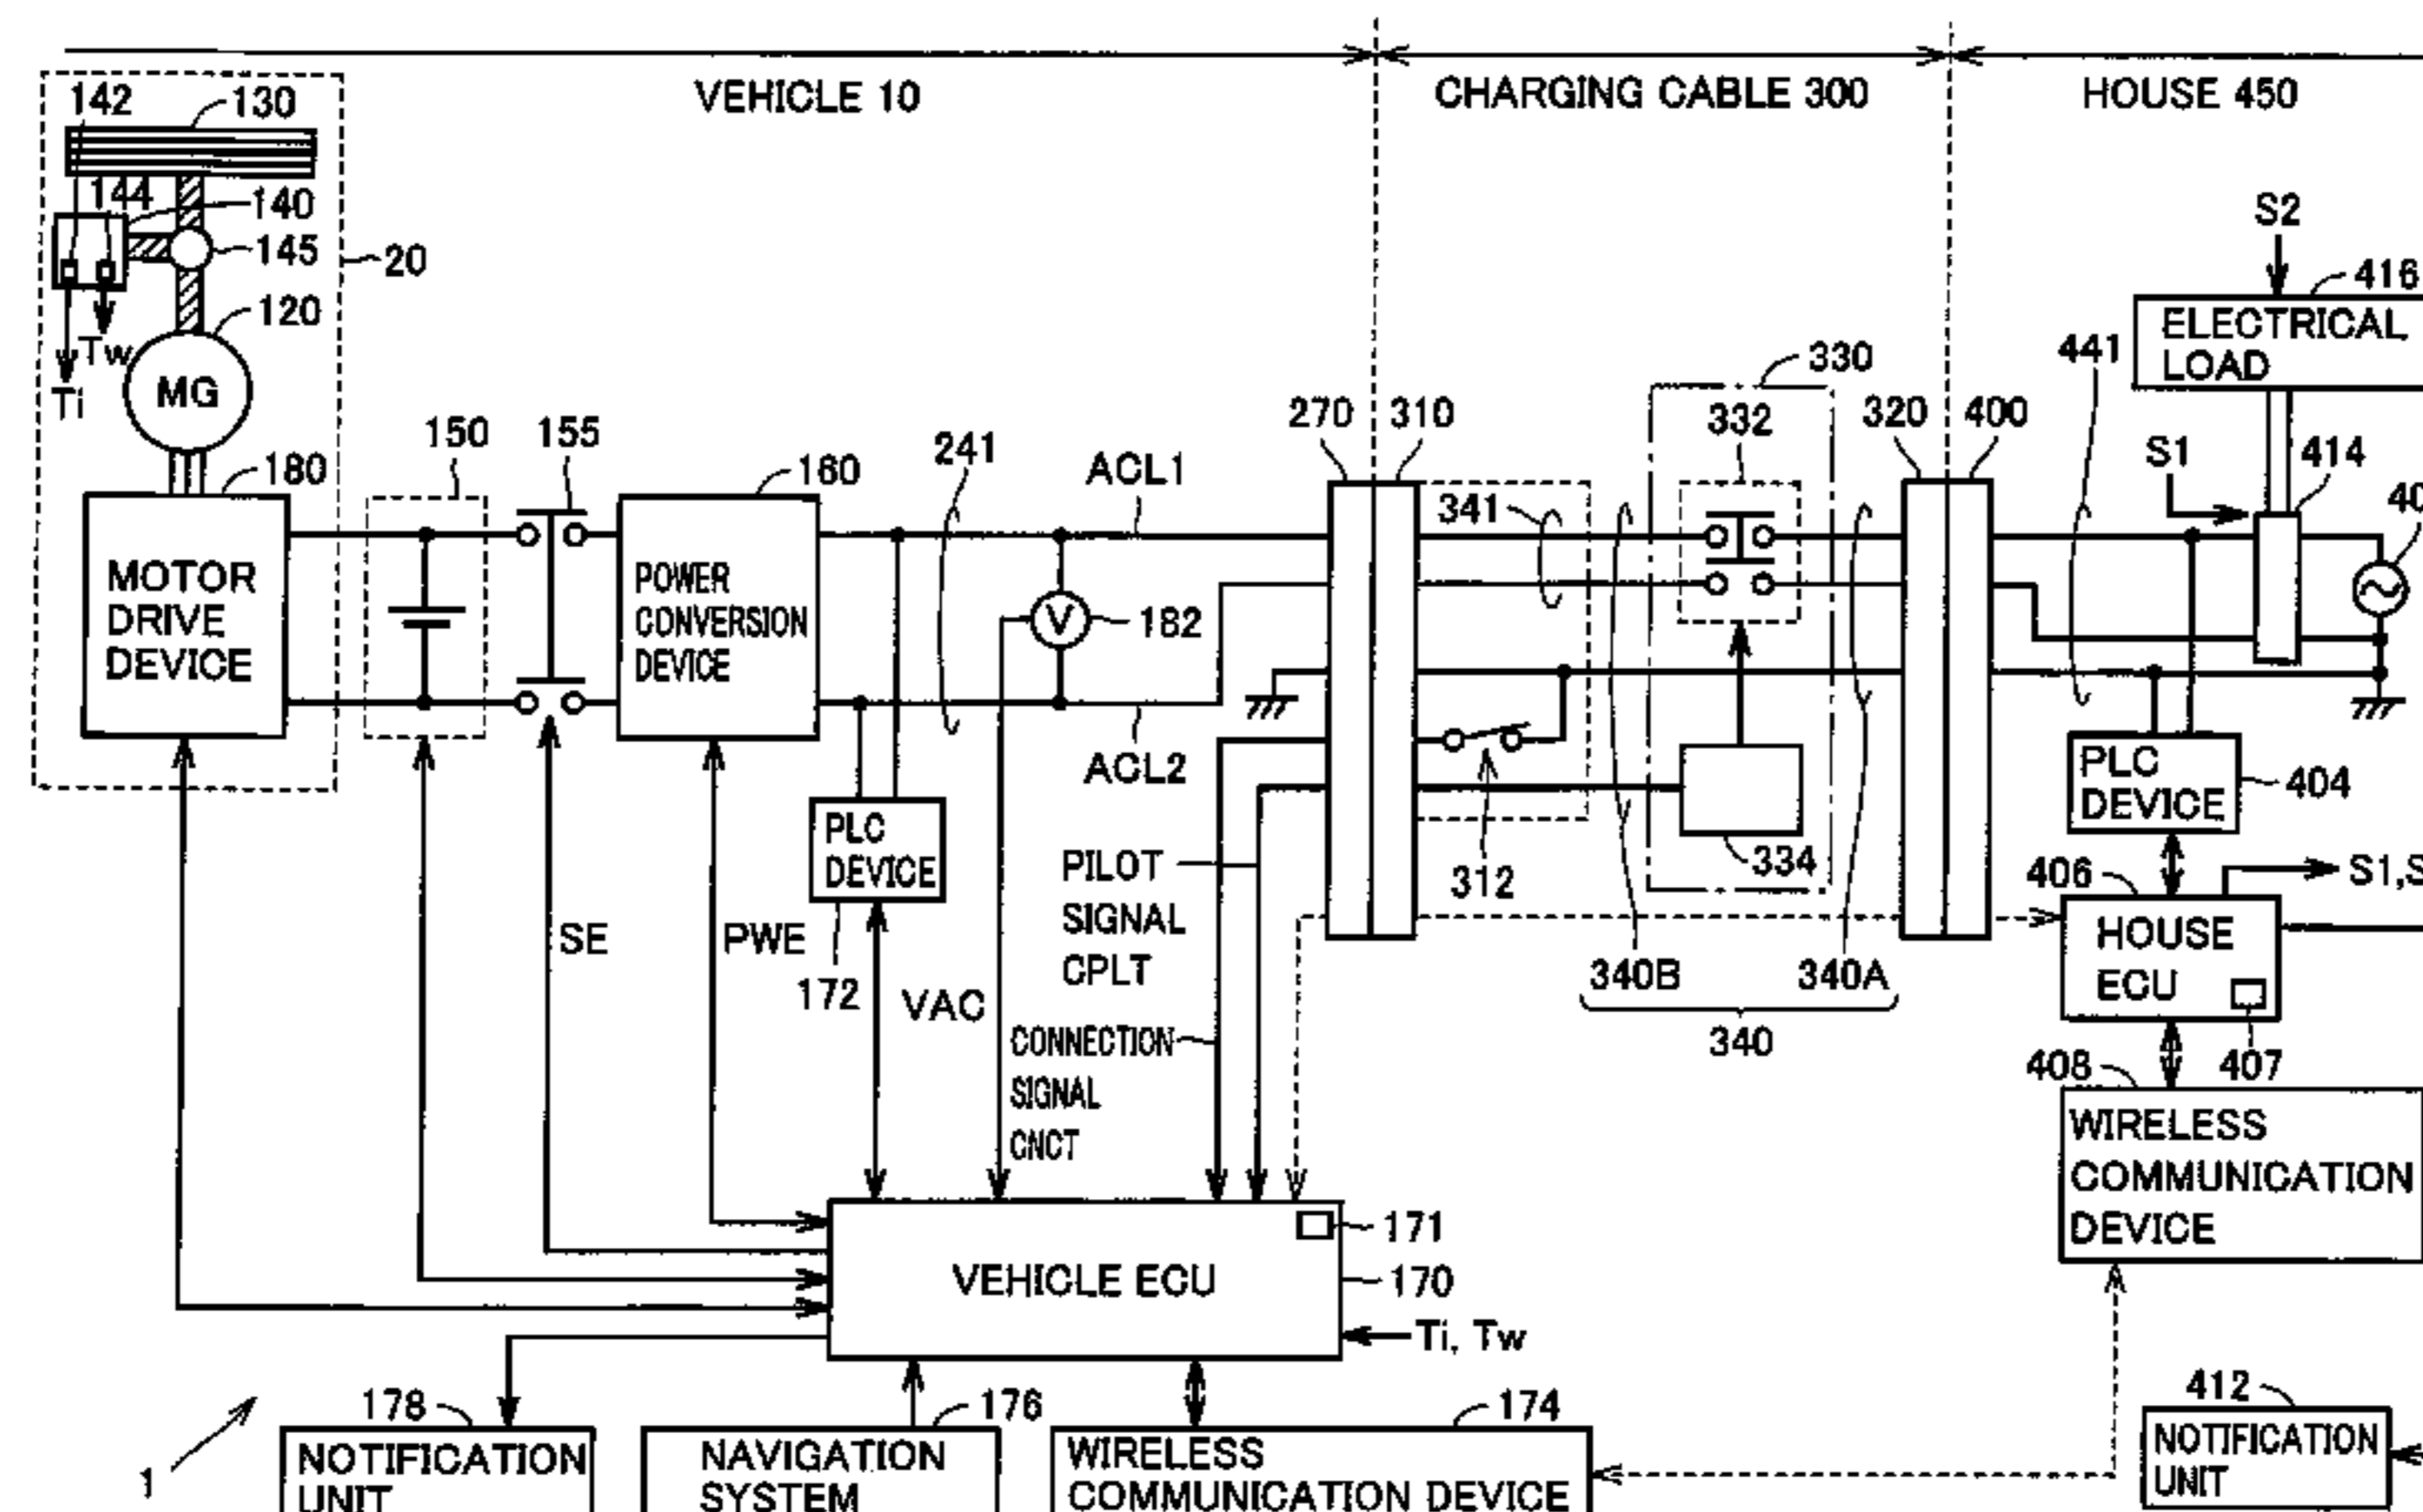 VEHICLE 10
CHARGING CABLE 300
HOUSE 450
142
130
144
140
145
20
120
Tw
Ti
MG
S2
416
ELECTRICAL
LOAD
441
330
332
270
310
320
400
S1
414
150
155
180
160
241
ACL1
341
MOTOR
DRIVE
DEVICE
POWER
CONVERSION
DEVICE
V
182
ACL2
PLC
DEVICE
404
PLC
DEVICE
172
SE
PWE
VAC
PILOT
SIGNAL
CPLT
312
334
340B
340A
340
406
HOUSE
ECU
407
CONNECTION
SIGNAL
CNCT
408
WIRELESS
COMMUNICATION
DEVICE
171
VEHICLE ECU
170
Ti, Tw
178
176
174
412
1
NOTIFICATION
UNIT
NAVIGATION
SYSTEM
WIRELESS
COMMUNICATION DEVICE
NOTIFICATION
UNIT